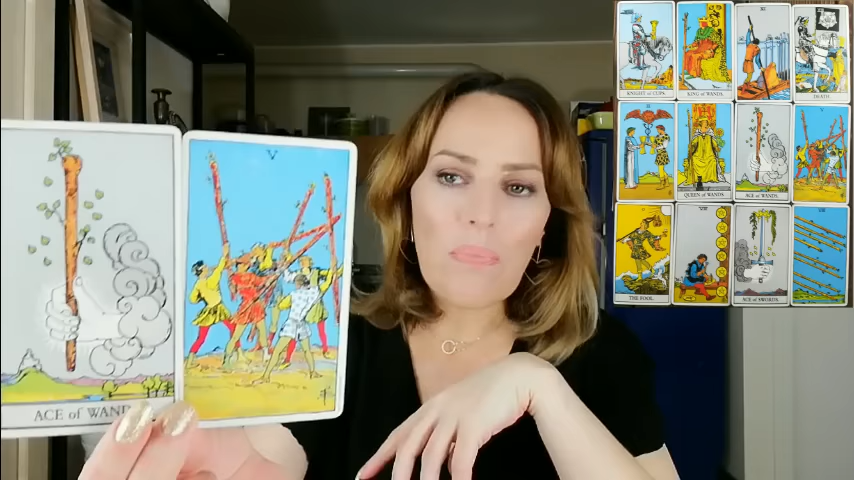 ACE of WAND
V
KNIGHT of CUPS.
KING of WANDS.
DEATH.
QUEEN of WANDS.
ACE of WANDS.
THE FOOL.
ACE of SWORDS.